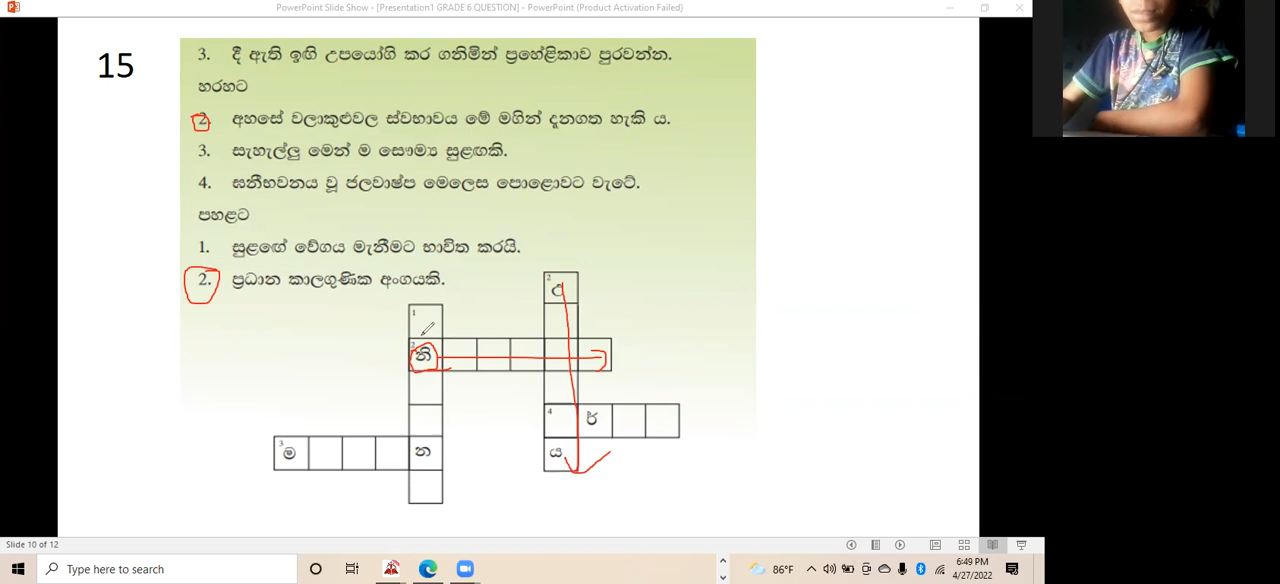 PowerPoint Slide Show - [Presentation1 GRADE 6 QUESTION] - PowerPoint (Product Activation Failed)
15
3. දී ඇති ඉඟි උපයෝගී කර ගනිමින් ප්‍රහේළිකාව පුරවන්න.
හරහට
2. අහසේ වලාකුළුවල ස්වභාවය මේ මගින් දැනගත හැකි ය.
3. සැහැල්ලු මෙන් ම සෞම්‍ය සුළඟකි.
4. ඝනීභවනය වූ ජලවාෂ්ප මෙලෙස පොළොවට වැටේ.
පහළට
1. සුළඟේ වේගය මැනීමට භාවිත කරයි.
2. ප්‍රධාන කාලගුණික අංගයකි.
2
උ
1
2
නි
4
ර්
3
ම
න
ය
Slide 10 of 12
Type here to search
86°F
6:49 PM
4/27/2022